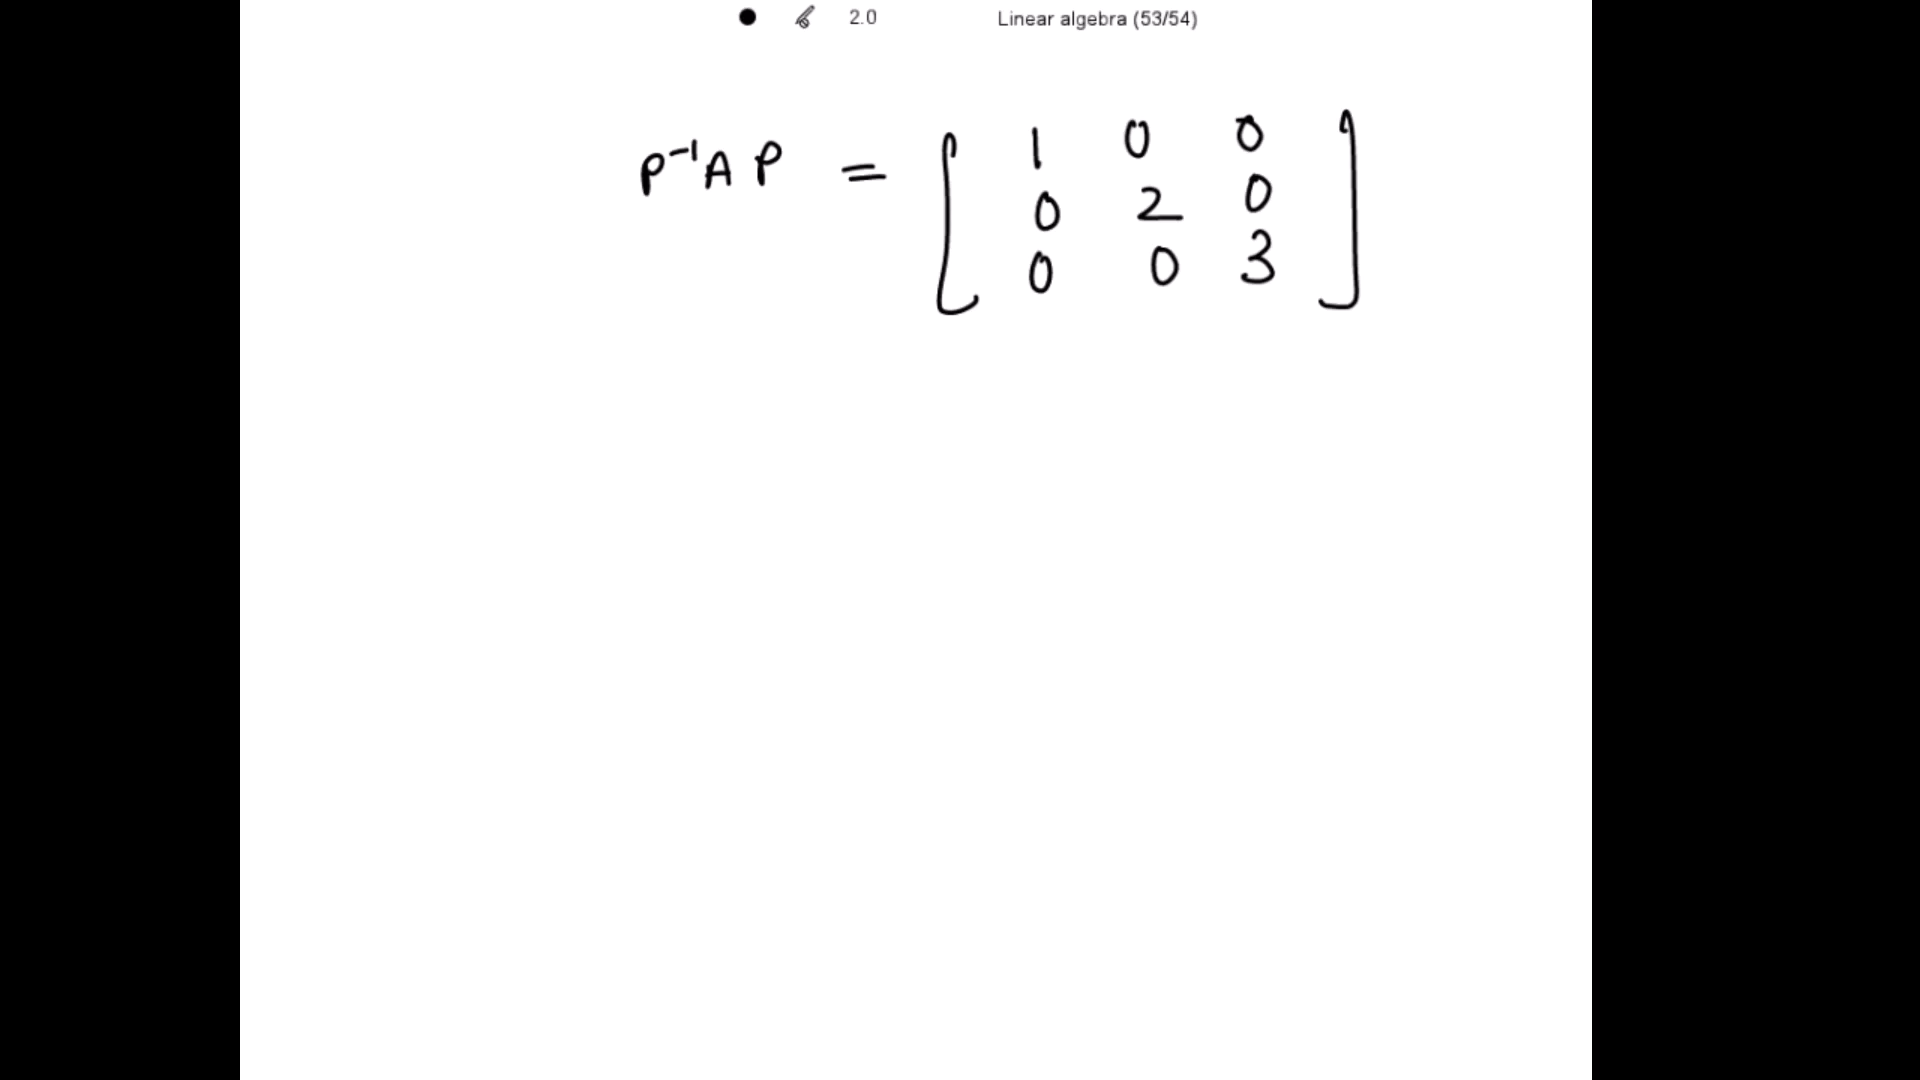 2.0 Linear algebra (53/54)
P⁻¹AP = [ 1 0 0
0 2 0
0 0 3 ]